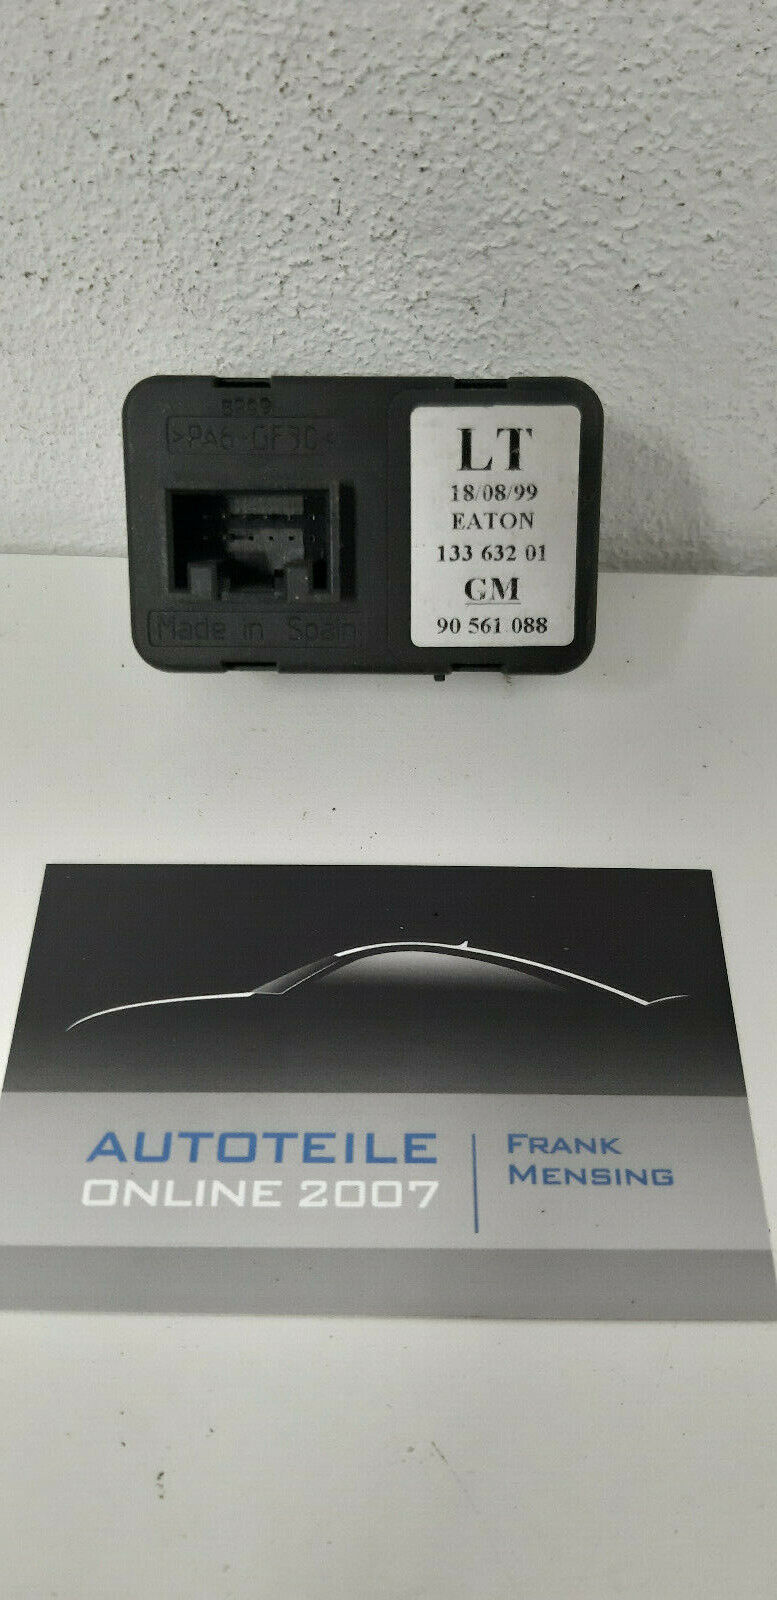 >PA6-GF30<
Made in Spain
LT
18/08/99
EATON
133 632 01
GM
90 561 088
AUTOTEILE
ONLINE 2007
FRANK
MENSING